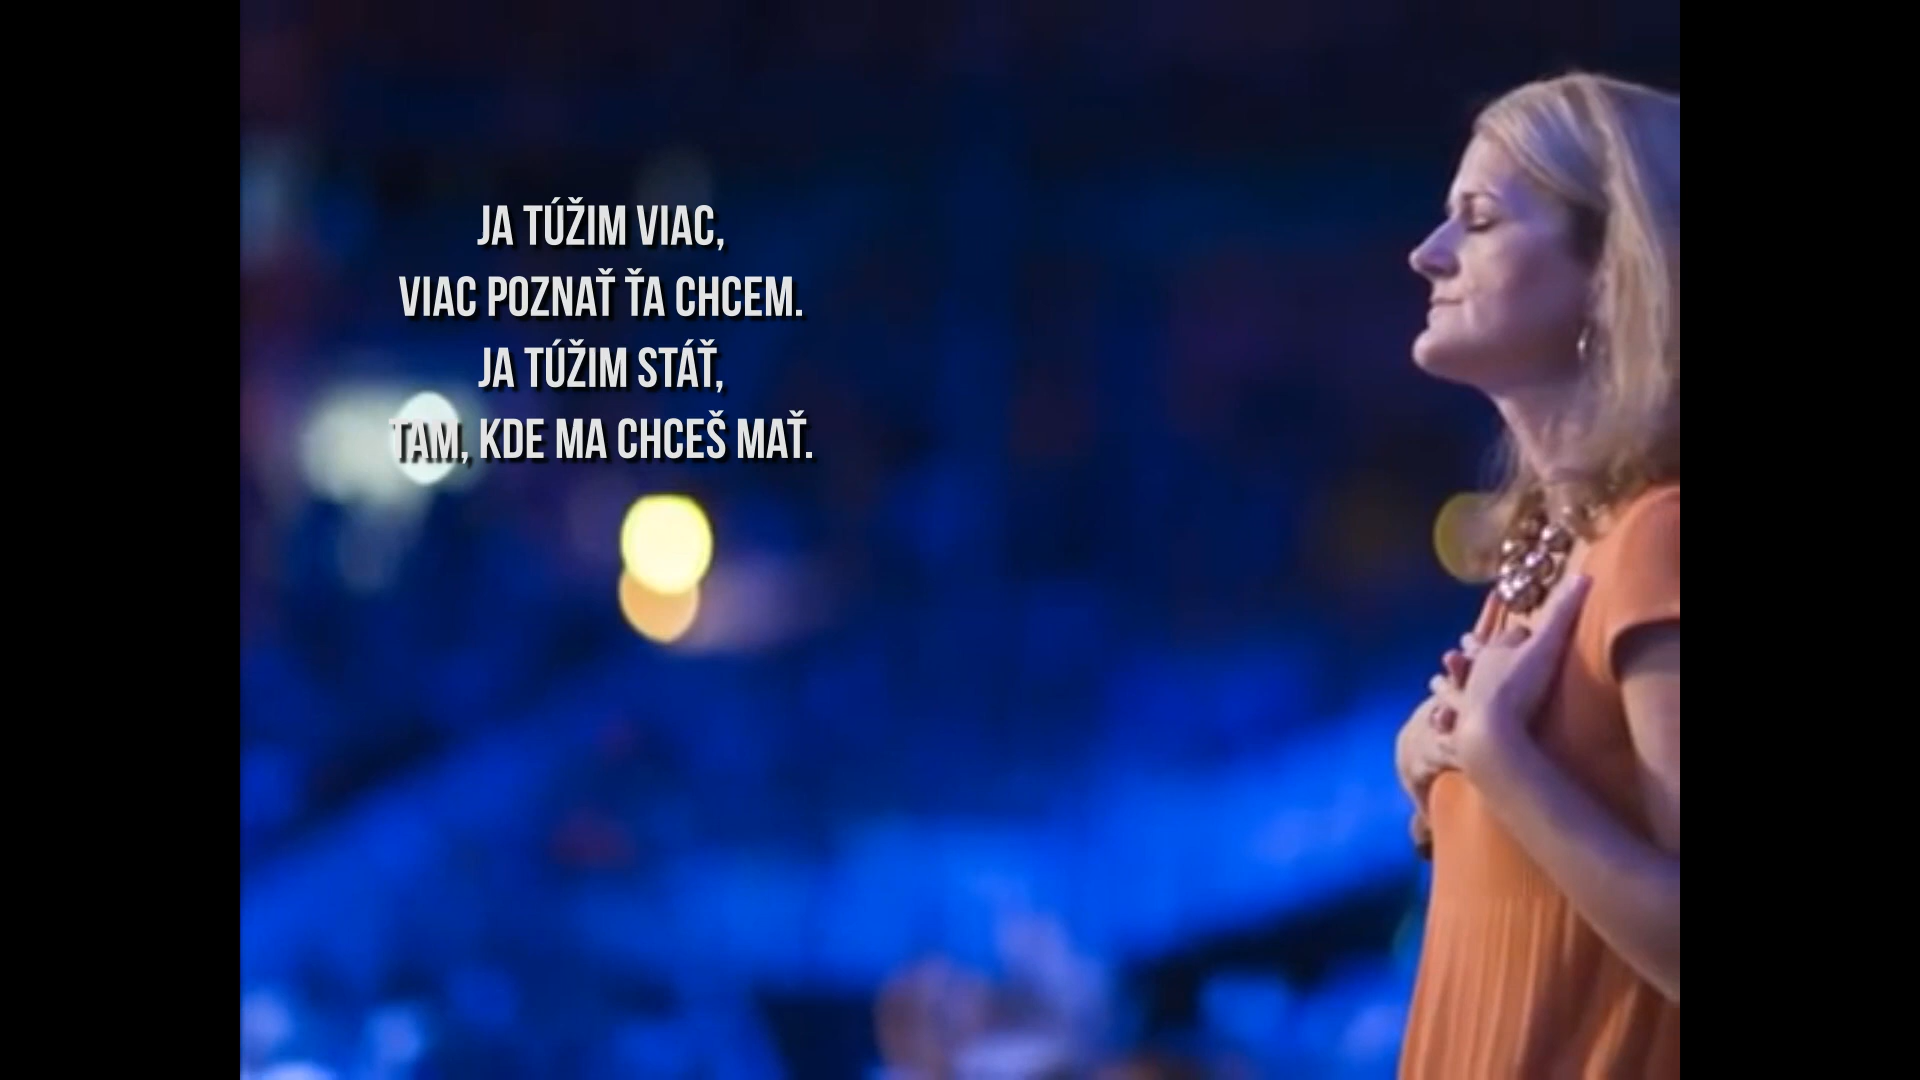 JA TÚŽIM VIAC,
VIAC POZNAŤ ŤA CHCEM.
JA TÚŽIM STÁŤ,
TAM, KDE MA CHCEŠ MAŤ.